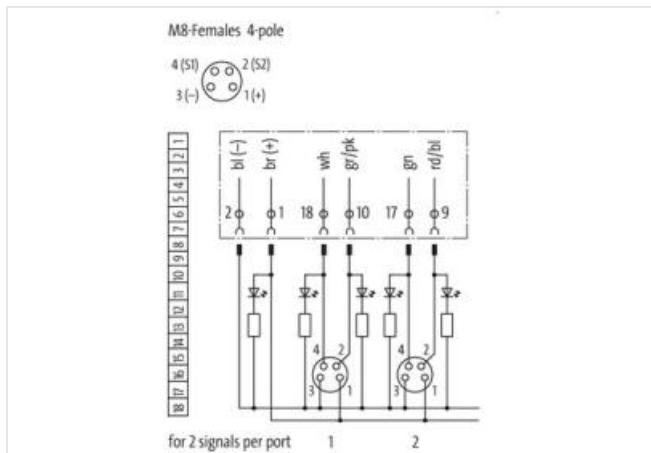 M8-Females 4-pole
4 (S1) 2 (S2)
3 (–) 1 (+)
1
2
3
4
5
6
7
8
9
10
11
12
13
14
15
16
17
18
bl (–) br (+) wh gr/pk gn rd/bl
2 1 18 10 17 9
4 2 4 2
3 1 3 1
for 2 signals per port 1 2